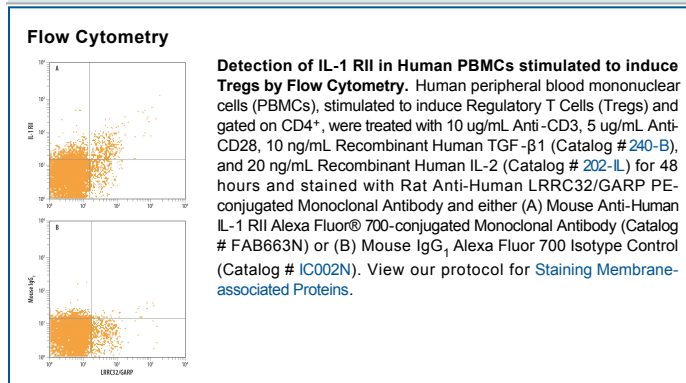 Flow Cytometry
A
IL-1 RII
B
Mouse IgG1
LRRC32/GARP
Detection of IL-1 RII in Human PBMCs stimulated to induce
Tregs by Flow Cytometry. Human peripheral blood mononuclear
cells (PBMCs), stimulated to induce Regulatory T Cells (Tregs) and
gated on CD4⁺, were treated with 10 ug/mL Anti-CD3, 5 ug/mL Anti-
CD28, 10 ng/mL Recombinant Human TGF-β1 (Catalog # 240-B),
and 20 ng/mL Recombinant Human IL-2 (Catalog # 202-IL) for 48
hours and stained with Rat Anti-Human LRRC32/GARP PE-
conjugated Monoclonal Antibody and either (A) Mouse Anti-Human
IL-1 RII Alexa Fluor® 700-conjugated Monoclonal Antibody (Catalog
# FAB663N) or (B) Mouse IgG₁ Alexa Fluor 700 Isotype Control
(Catalog # IC002N). View our protocol for Staining Membrane-
associated Proteins.